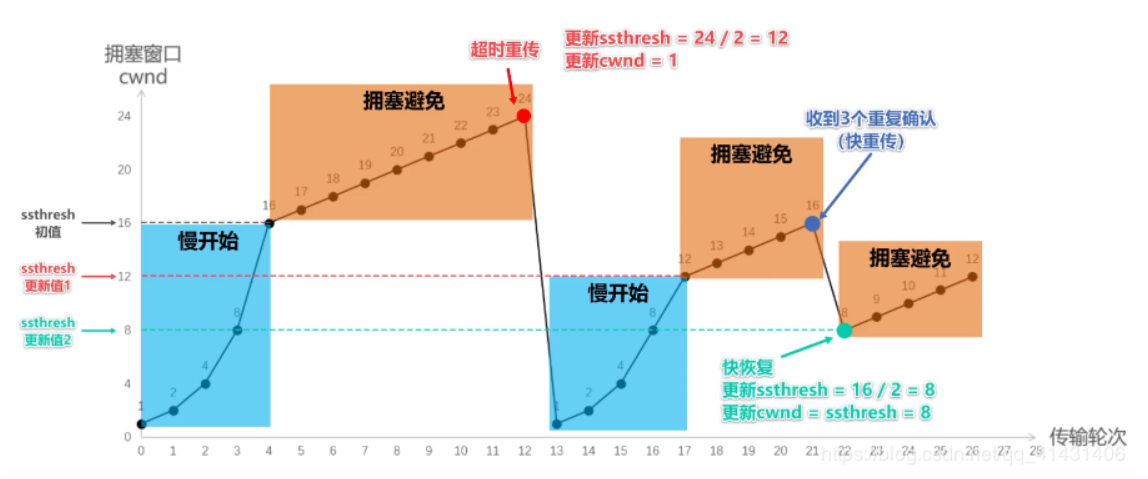 超时重传
更新ssthresh = 24 / 2 = 12
更新cwnd = 1
拥塞窗口
cwnd
拥塞避免
24
24
23
22
21
20
19
18
17
16
收到3个重复确认
(快重传)
拥塞避免
16
15
14
13
12
20
ssthresh
初值
16
慢开始
拥塞避免
12
11
10
9
8
ssthresh
更新值1
12
慢开始
8
4
2
1
ssthresh
更新值2
8
8
4
2
1
快恢复
更新ssthresh = 16 / 2 = 8
更新cwnd = ssthresh = 8
4
0
0 1 2 3 4 5 6 7 8 9 10 11 12 13 14 15 16 17 18 19 20 21 22 23 24 25 26 27 28 29
传输轮次
https://blog.csdn.net/qq_41431406